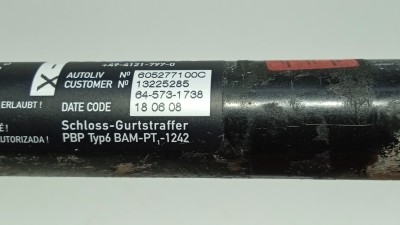 +49-4121-797-0
AUTOLIV Nº 605277100C
CUSTOMER Nº 13225285
64-573-1738
ERLAUBT !
DATE CODE 18 06 08
É !
Schloss-Gurtstraffer
AUTORIZADA !
PBP Typ6 BAM-PT₁-1242